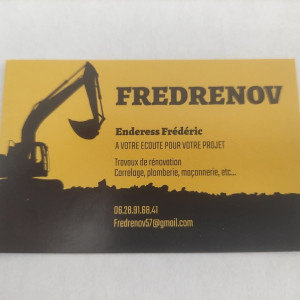 FREDRENOV
Enderess Frédéric
A VOTRE ECOUTE POUR VOTRE PROJET
Travaux de rénovation
Carrelage, plomberie, maçonnerie, etc...
06.28.91.68.41
Fredrenov57@gmail.com